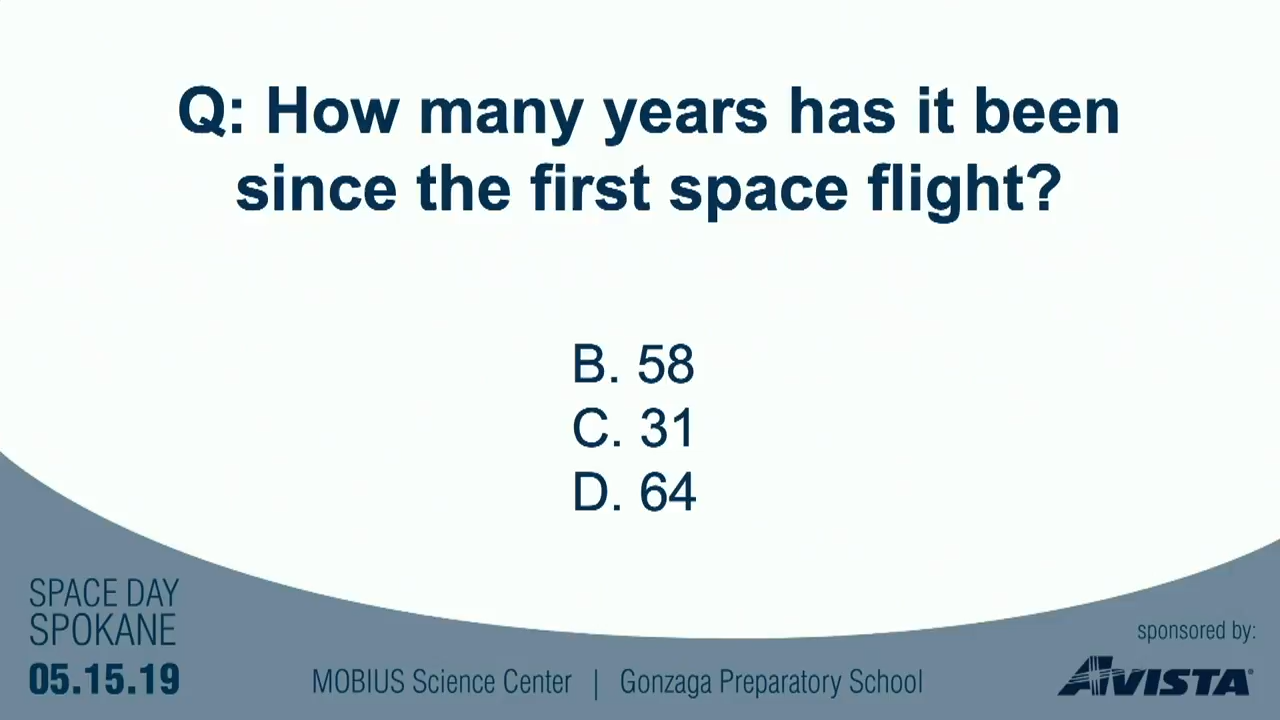 Q: How many years has it been
since the first space flight?
B. 58
C. 31
D. 64
SPACE DAY
SPOKANE
05.15.19
MOBIUS Science Center | Gonzaga Preparatory School
sponsored by:
AVISTA®